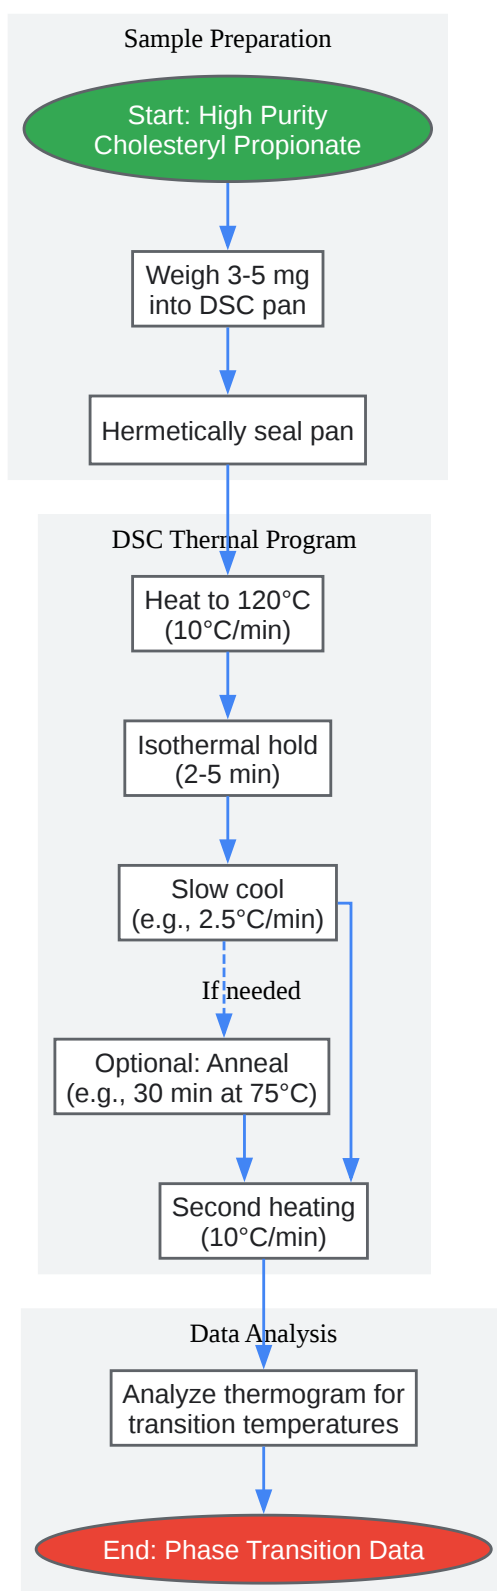 Sample Preparation
Start: High Purity
Cholesteryl Propionate
Weigh 3-5 mg
into DSC pan
Hermetically seal pan
DSC Thermal Program
Heat to 120°C
(10°C/min)
Isothermal hold
(2-5 min)
Slow cool
(e.g., 2.5°C/min)
If needed
Optional: Anneal
(e.g., 30 min at 75°C)
Second heating
(10°C/min)
Data Analysis
Analyze thermogram for
transition temperatures
End: Phase Transition Data